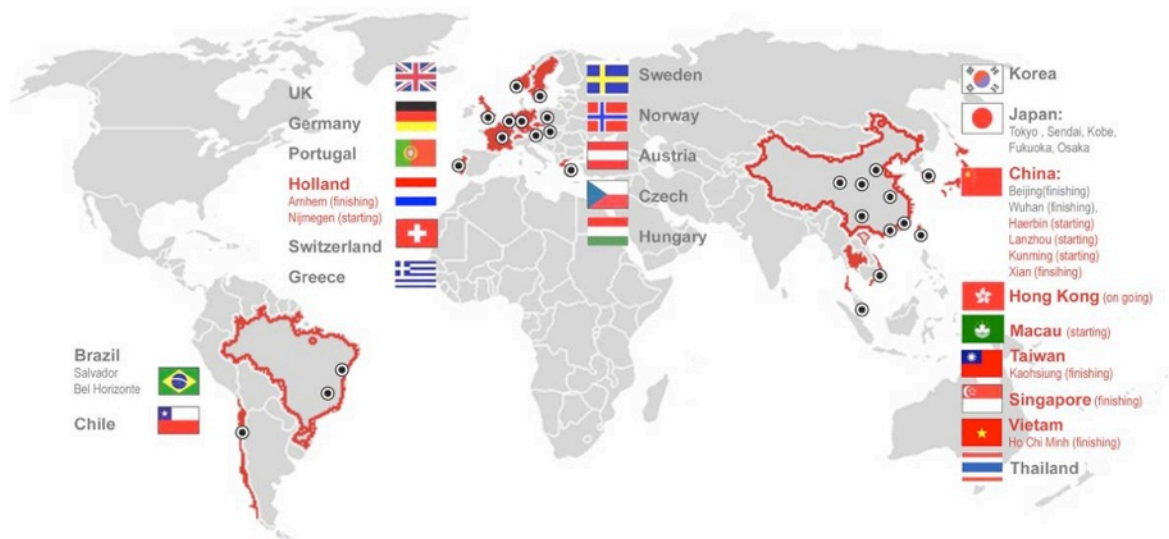 UK
Germany
Portugal
Holland
Arnhem (finishing)
Nijmegen (starting)
Switzerland
Greece
Sweden
Norway
Austria
Czech
Hungary
Brazil
Salvador
Bel Horizonte
Chile
Korea
Japan:
Tokyo , Sendai, Kobe,
Fukuoka, Osaka
China:
Beijing(finishing)
Wuhan (finishing),
Haerbin (starting)
Lanzhou (starting)
Kunming (starting)
Xian (finsihing)
Hong Kong (on going)
Macau (starting)
Taiwan
Kaohsiung (finishing)
Singapore (finishing)
Vietam
Ho Chi Minh (finishing)
Thailand